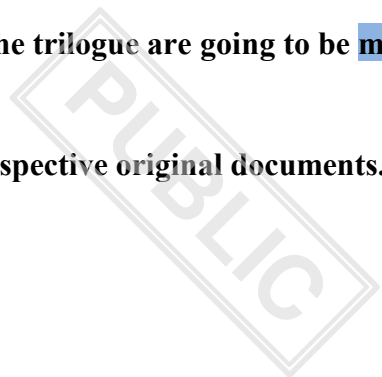 he trilogue are going to be m
spective original documents.
PUBLIC